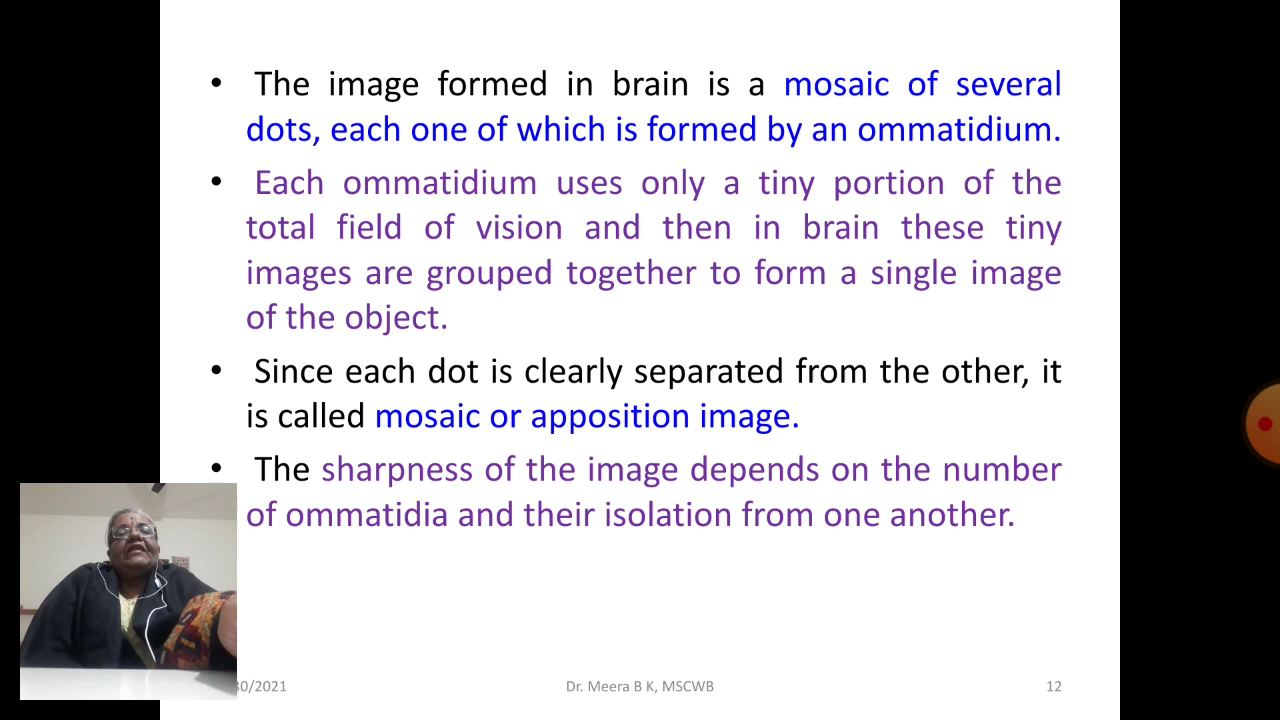 • The image formed in brain is a mosaic of several
dots, each one of which is formed by an ommatidium.
• Each ommatidium uses only a tiny portion of the
total field of vision and then in brain these tiny
images are grouped together to form a single image
of the object.
• Since each dot is clearly separated from the other, it
is called mosaic or apposition image.
• The sharpness of the image depends on the number
of ommatidia and their isolation from one another.
30/2021 Dr. Meera B K, MSCWB 12